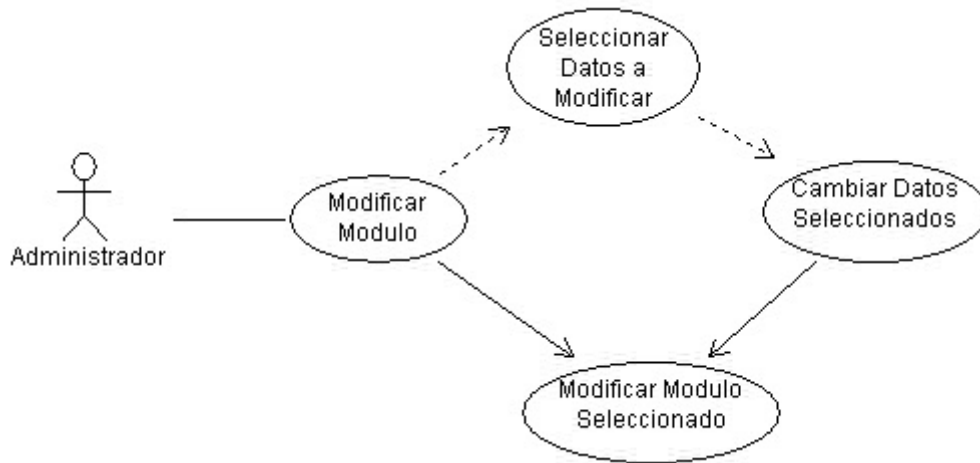 Seleccionar
Datos a
Modificar
Administrador
Modificar
Modulo
Cambiar Datos
Seleccionados
Modificar Modulo
Seleccionado